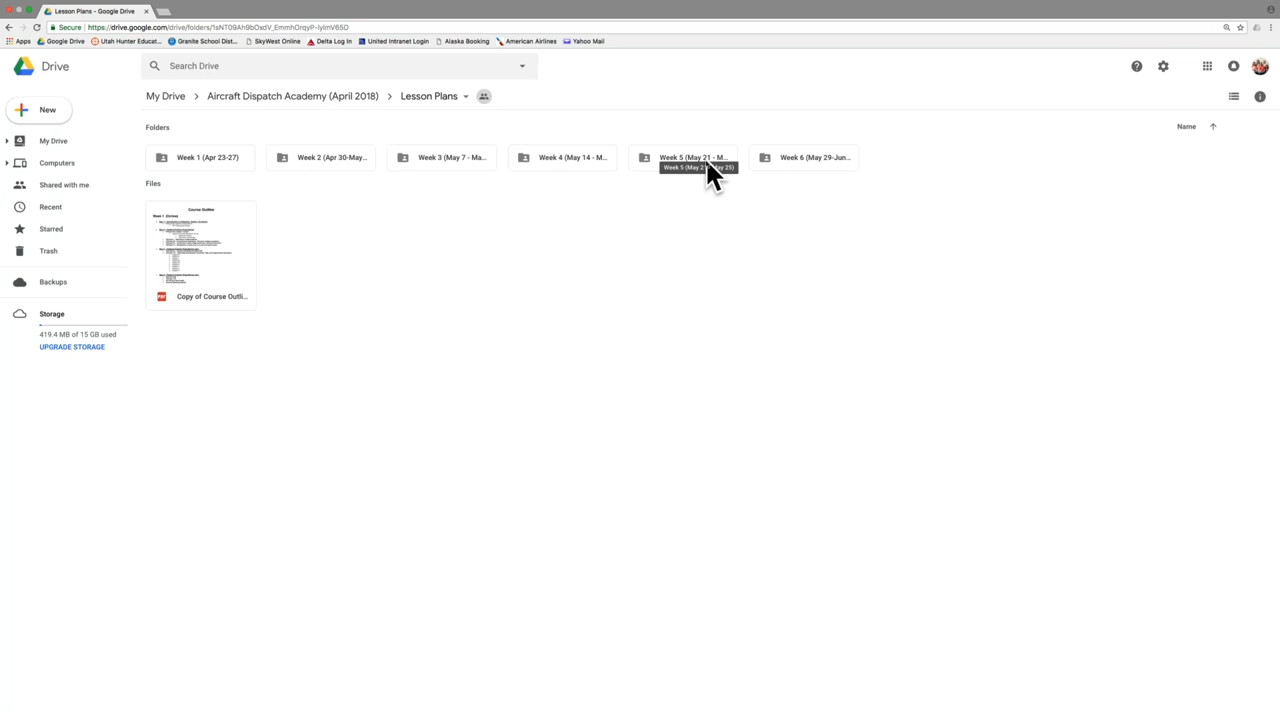 Lesson Plans - Google Drive
Secure https://drive.google.com/drive/folders/
Apps Google Drive Utah Hunter Educat... Granite School Dist... SkyWest Online Delta Log In United Intranet Login Alaska Booking American Airlines Yahoo Mail
Drive
Search Drive
My Drive > Aircraft Dispatch Academy (April 2018) > Lesson Plans
New
Folders
Name
My Drive
Computers
Shared with me
Recent
Starred
Trash
Backups
Storage
419.4 MB of 15 GB used
UPGRADE STORAGE
Week 1 (Apr 23-27)
Week 2 (Apr 30-May...
Week 3 (May 7 - Ma...
Week 4 (May 14 - M...
Week 5 (May 21 - M...
Week 6 (May 29-Jun...
Week 5 (May 25)
Files
Course Outline
Copy of Course Outli...
PDF